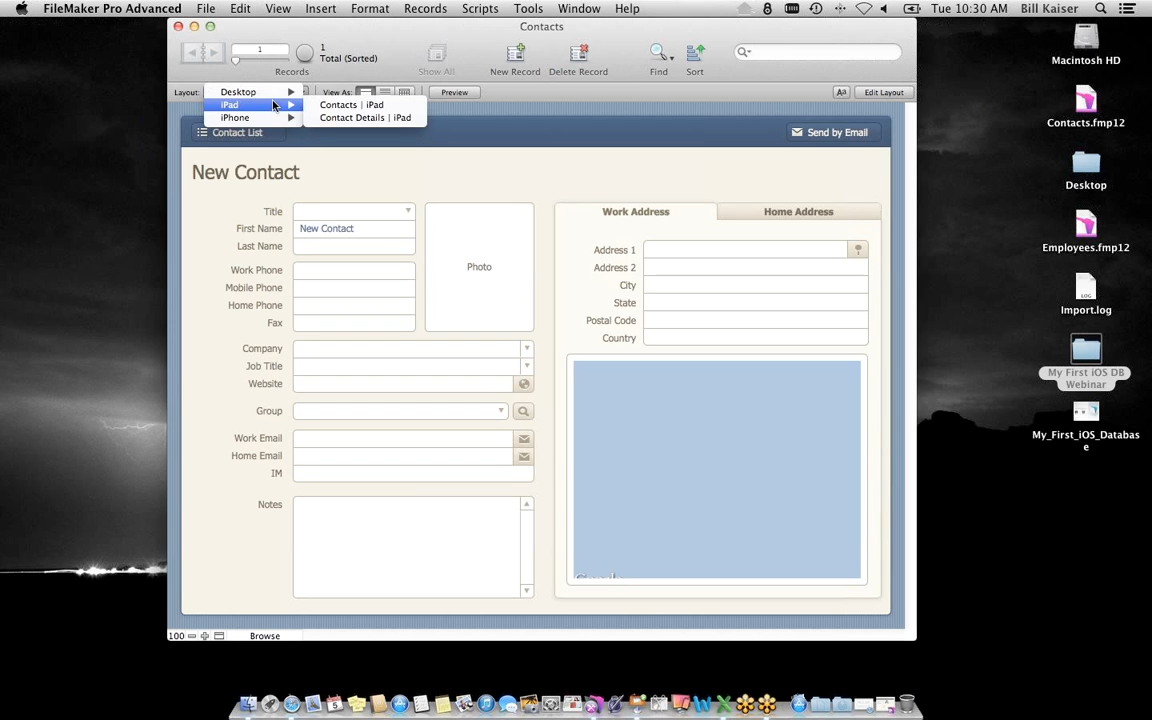 FileMaker Pro Advanced File Edit View Insert Format Records Scripts Tools Window Help Tue 10:30 AM Bill Kaiser
Contacts
1
1
Total (Sorted)
Records
Show All
New Record
Delete Record
Find
Sort
Layout:
Desktop
View As:
Preview
Aa
Edit Layout
iPad
Contacts | iPad
iPhone
Contact Details | iPad
Contact List
Send by Email
New Contact
Title
First Name
New Contact
Last Name
Work Phone
Mobile Phone
Home Phone
Fax
Photo
Company
Job Title
Website
Group
Work Email
Home Email
IM
Notes
Work Address
Home Address
Address 1
Address 2
City
State
Postal Code
Country
Google
100
Browse
Macintosh HD
Contacts.fmp12
Desktop
Employees.fmp12
LOG
Import.log
My First iOS DB
Webinar
My_First_iOS_Databas
e